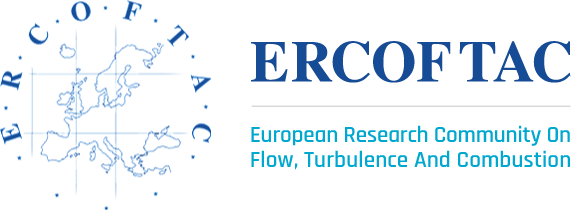 E·R·C·O·F·T·A·C
ERCOFTAC
European Research Community On
Flow, Turbulence And Combustion